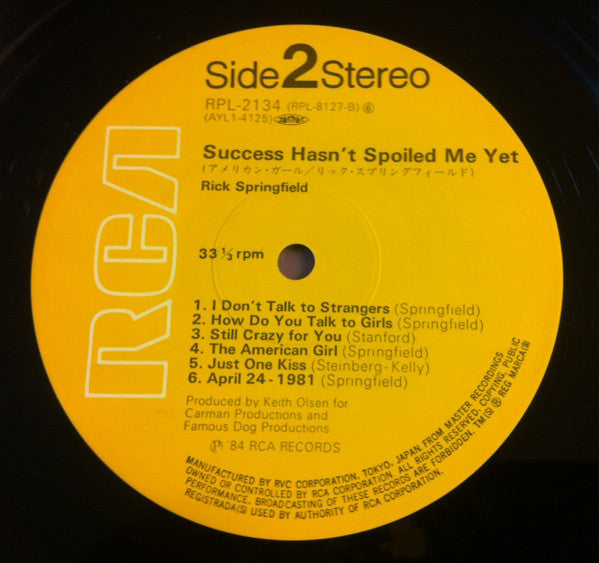 Side 2 Stereo
RPL-2134 (RPL-8127-B) ⑥
(AYL1-4125) JASRAC
Success Hasn't Spoiled Me Yet
(アメリカン・ガール／リック・スプリングフィールド)
Rick Springfield
RCA
33 1/3 rpm
1. I Don't Talk to Strangers (Springfield)
2. How Do You Talk to Girls (Springfield)
3. Still Crazy for You (Stanford)
4. The American Girl (Springfield)
5. Just One Kiss (Steinberg-Kelly)
6. April 24-1981 (Springfield)
Produced by Keith Olsen for
Carman Productions and
Famous Dog Productions
Ⓟ '84 RCA RECORDS
MANUFACTURED BY RVC CORPORATION, TOKYO, JAPAN FROM MASTER RECORDINGS
OWNED OR CONTROLLED BY RCA CORPORATION. ALL RIGHTS RESERVED. COPYING, PUBLIC
PERFORMANCE, BROADCASTING OF THESE RECORDS ARE FORBIDDEN. TM(S) ® REG MARCA(S)
REGISTRADA(S) USED BY AUTHORITY OF RCA CORPORATION.